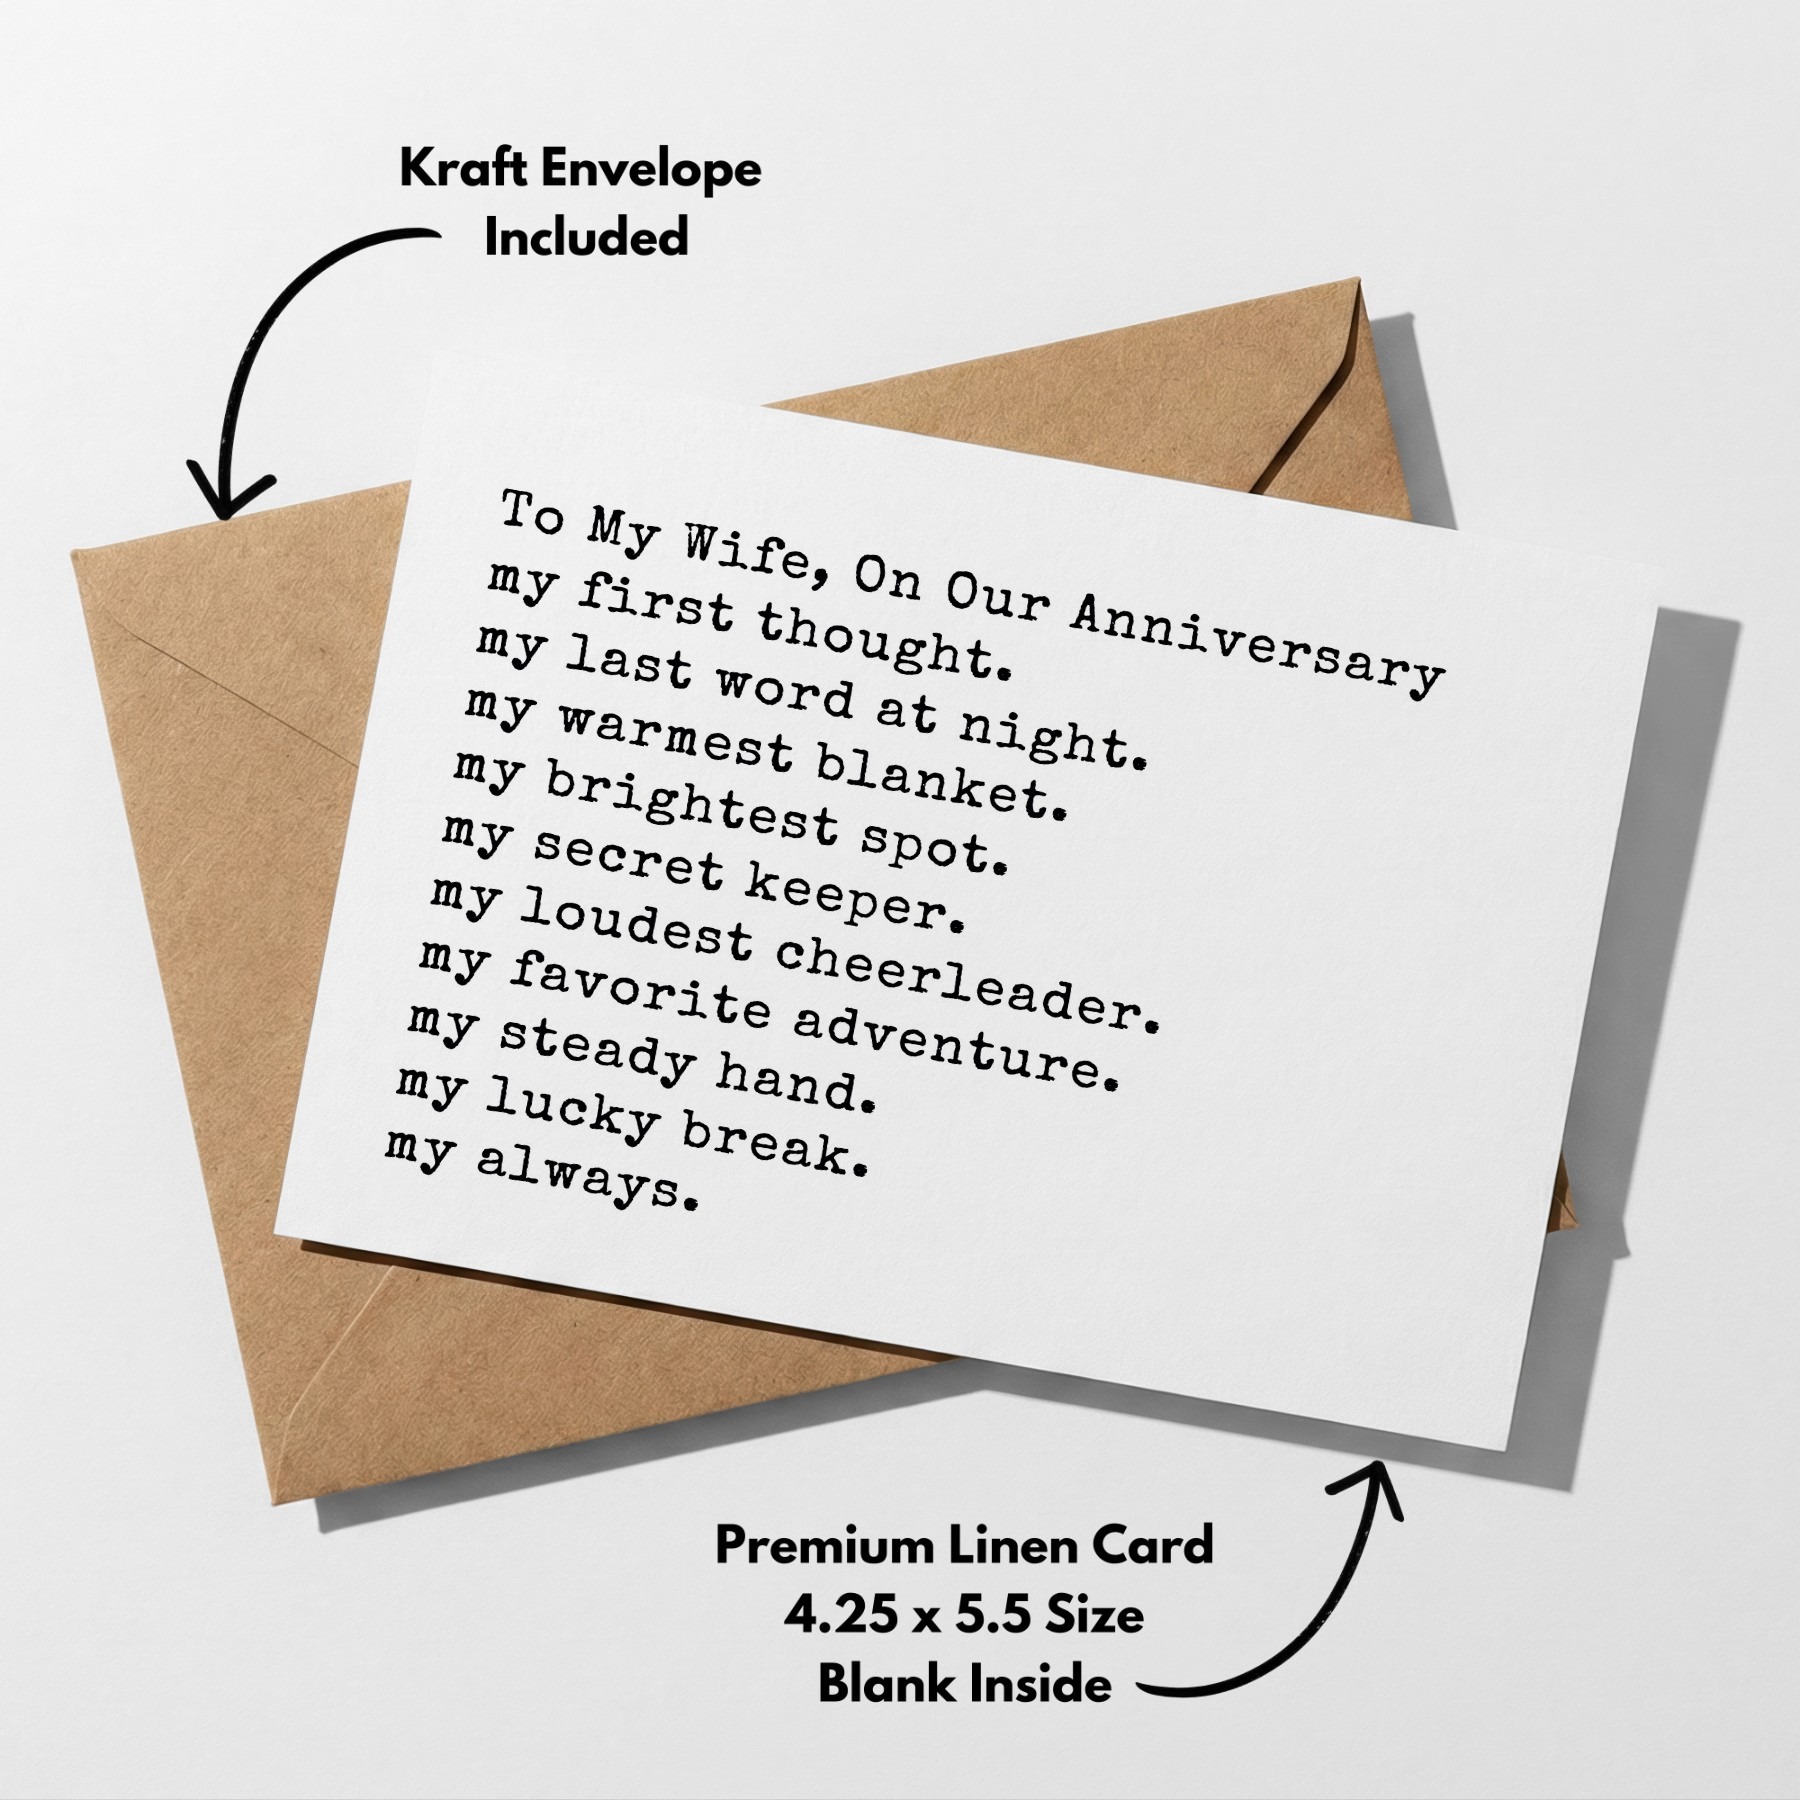 Kraft Envelope
Included
To My Wife, On Our Anniversary
my first thought.
my last word at night.
my warmest blanket.
my brightest spot.
my secret keeper.
my loudest cheerleader.
my favorite adventure.
my steady hand.
my lucky break.
my always.
Premium Linen Card
4.25 x 5.5 Size
Blank Inside